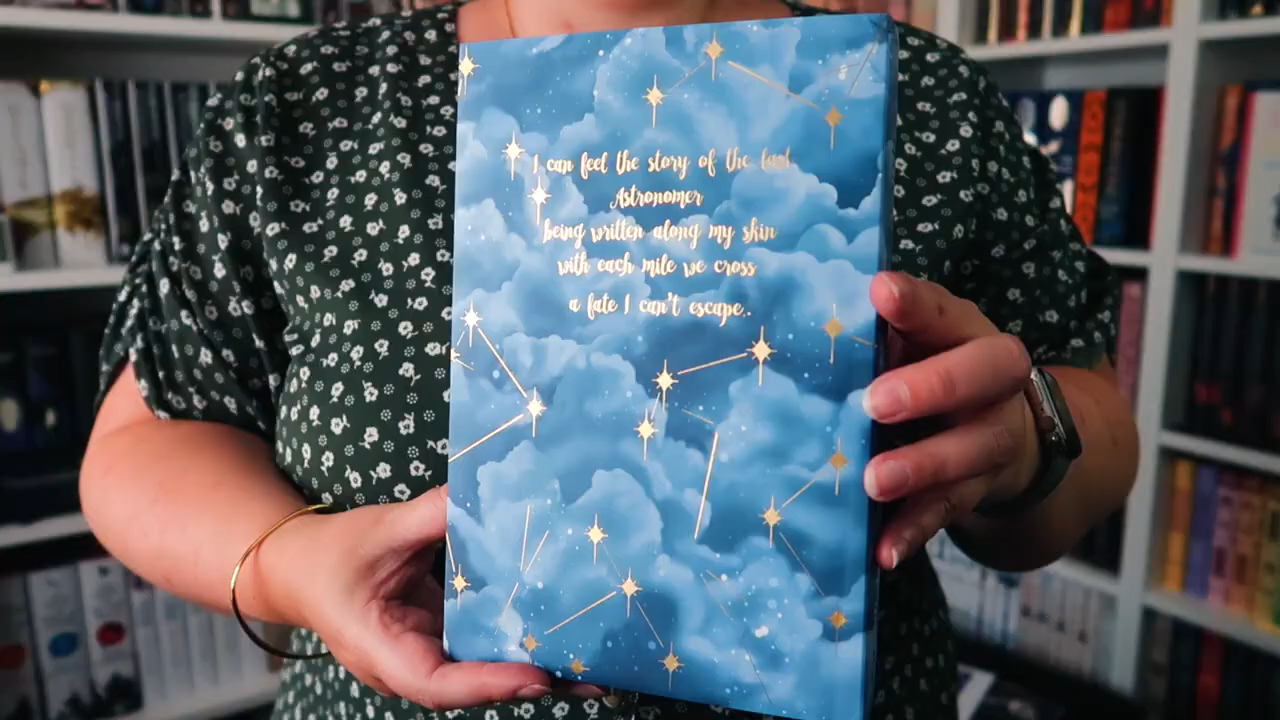 I can feel the story of the last
Astronomer
being written along my skin
with each mile we cross
a fate I can't escape..